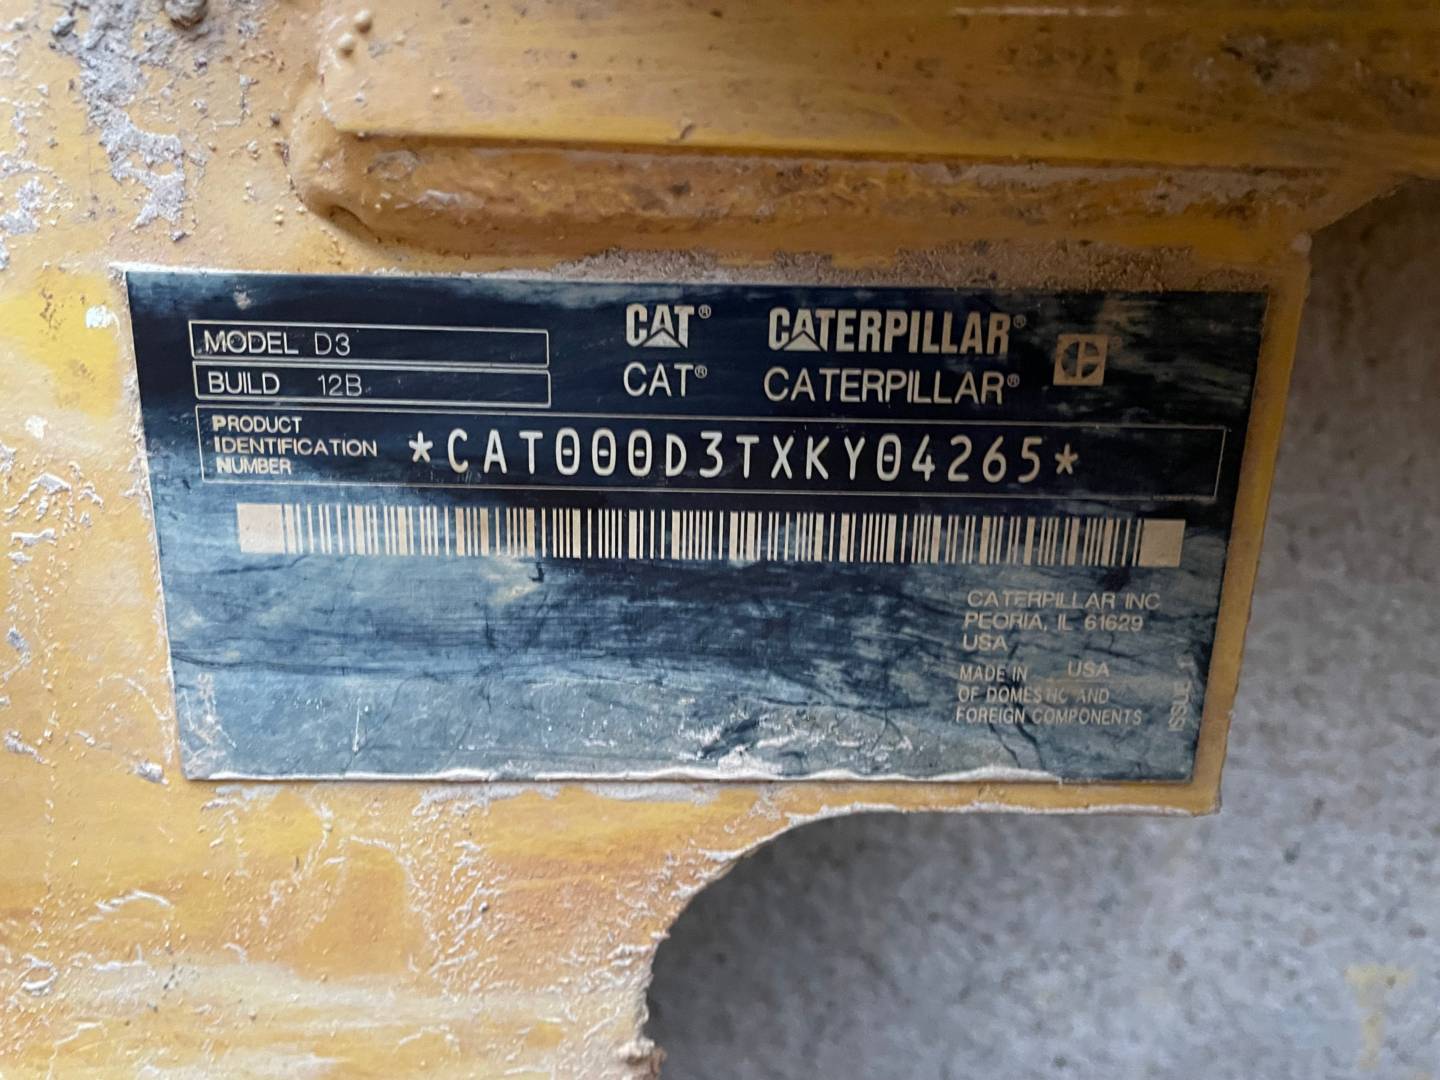 MODEL D3
BUILD 12B
CAT® CATERPILLAR®
CAT® CATERPILLAR®
PRODUCT
IDENTIFICATION
NUMBER
*CAT000D3TXKY04265*
CATERPILLAR INC
PEORIA, IL 61629
USA
MADE IN USA
OF DOMESTIC AND
FOREIGN COMPONENTS
ISSUE 1